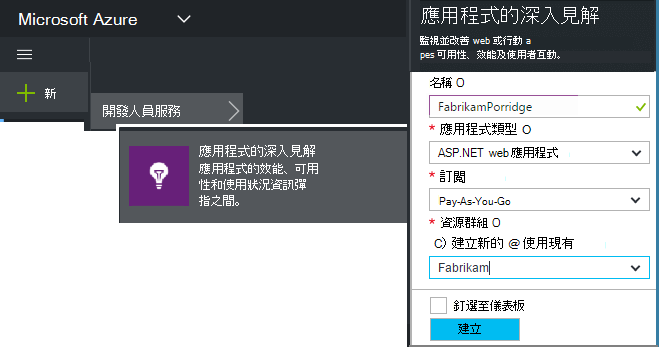 Microsoft Azure
新
開發人員服務
應用程式的深入見解
應用程式的效能、可用
性和使用狀況資訊彈
指之間。
應用程式的深入見解
監視並改善 web 或行動 a
pes 可用性、效能及使用者互動。
名稱 O
FabrikamPorridge
* 應用程式類型 O
ASP.NET web 應用程式
* 訂閱
Pay-As-You-Go
* 資源群組 O
C) 建立新的 @ 使用現有
Fabrikam
釘選至儀表板
建立